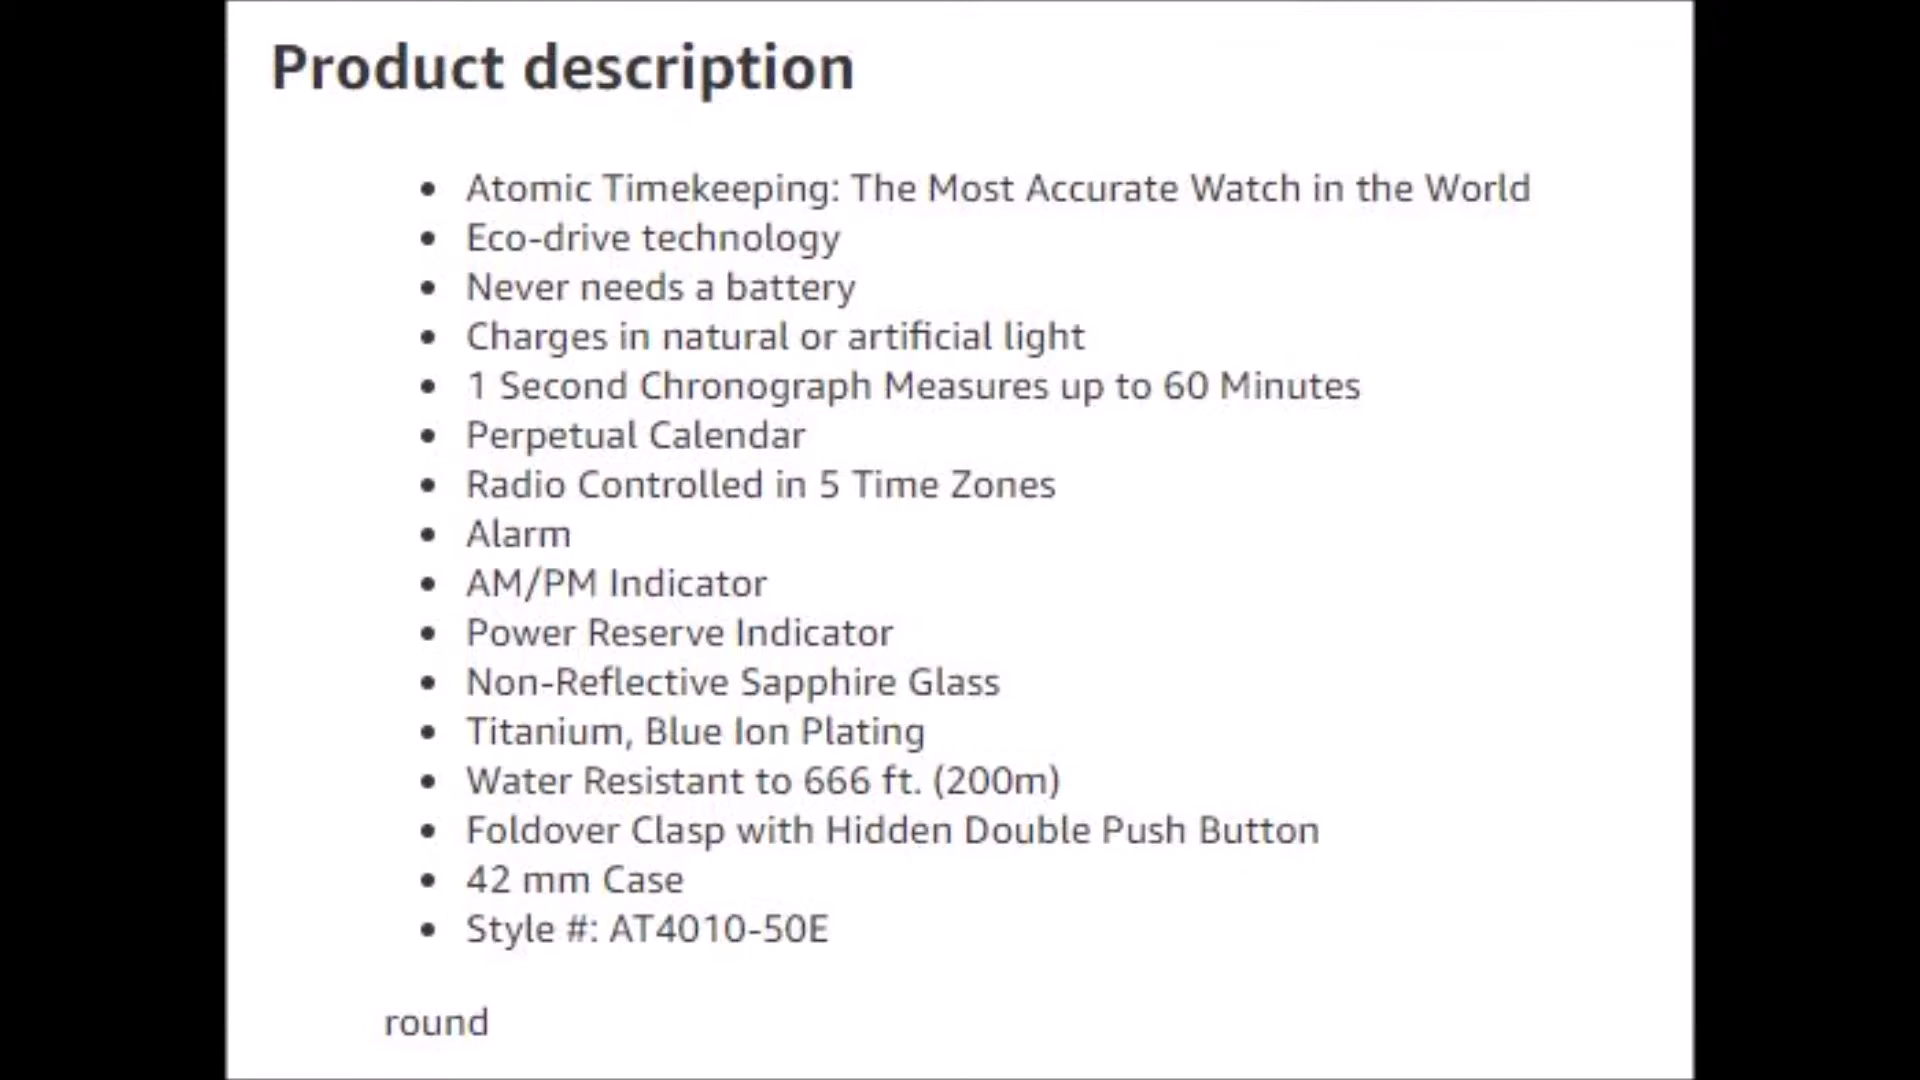 Product description
• Atomic Timekeeping: The Most Accurate Watch in the World
• Eco-drive technology
• Never needs a battery
• Charges in natural or artificial light
• 1 Second Chronograph Measures up to 60 Minutes
• Perpetual Calendar
• Radio Controlled in 5 Time Zones
• Alarm
• AM/PM Indicator
• Power Reserve Indicator
• Non-Reflective Sapphire Glass
• Titanium, Blue Ion Plating
• Water Resistant to 666 ft. (200m)
• Foldover Clasp with Hidden Double Push Button
• 42 mm Case
• Style #: AT4010-50E
round